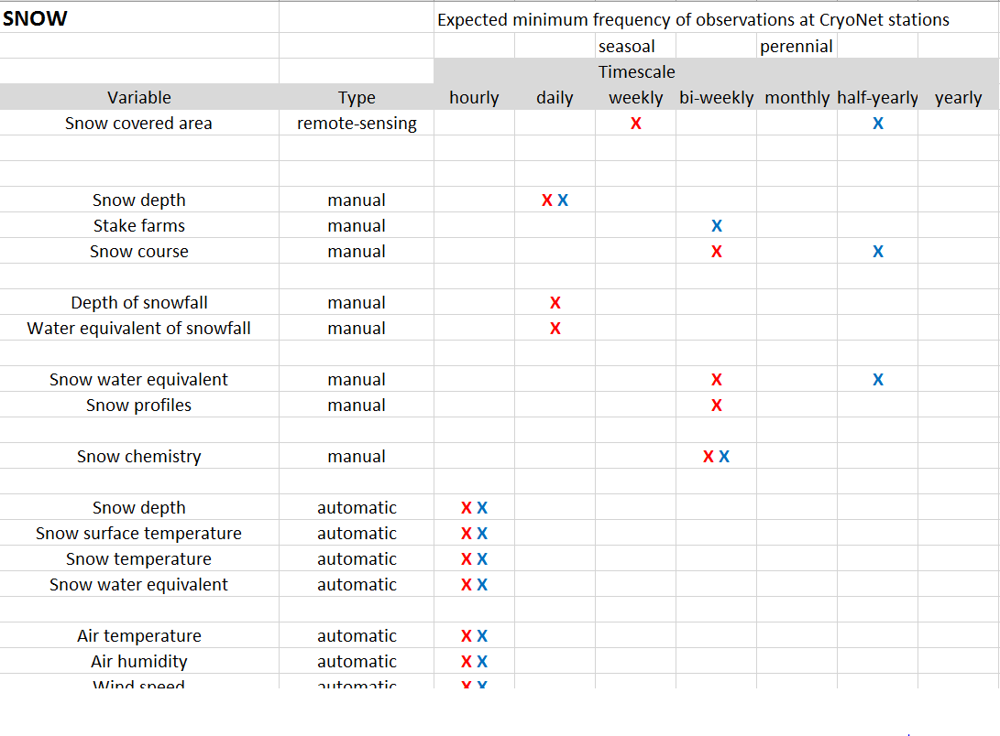 SNOW Expected minimum frequency of observations at CryoNet stations
seasoal perennial
Timescale
Variable Type hourly daily weekly bi-weekly monthly half-yearly yearly
Snow covered area remote-sensing X X
Snow depth manual X X
Stake farms manual X
Snow course manual X X
Depth of snowfall manual X
Water equivalent of snowfall manual X
Snow water equivalent manual X X
Snow profiles manual X
Snow chemistry manual X X
Snow depth automatic X X
Snow surface temperature automatic X X
Snow temperature automatic X X
Snow water equivalent automatic X X
Air temperature automatic X X
Air humidity automatic X X
Wind speed automatic X X